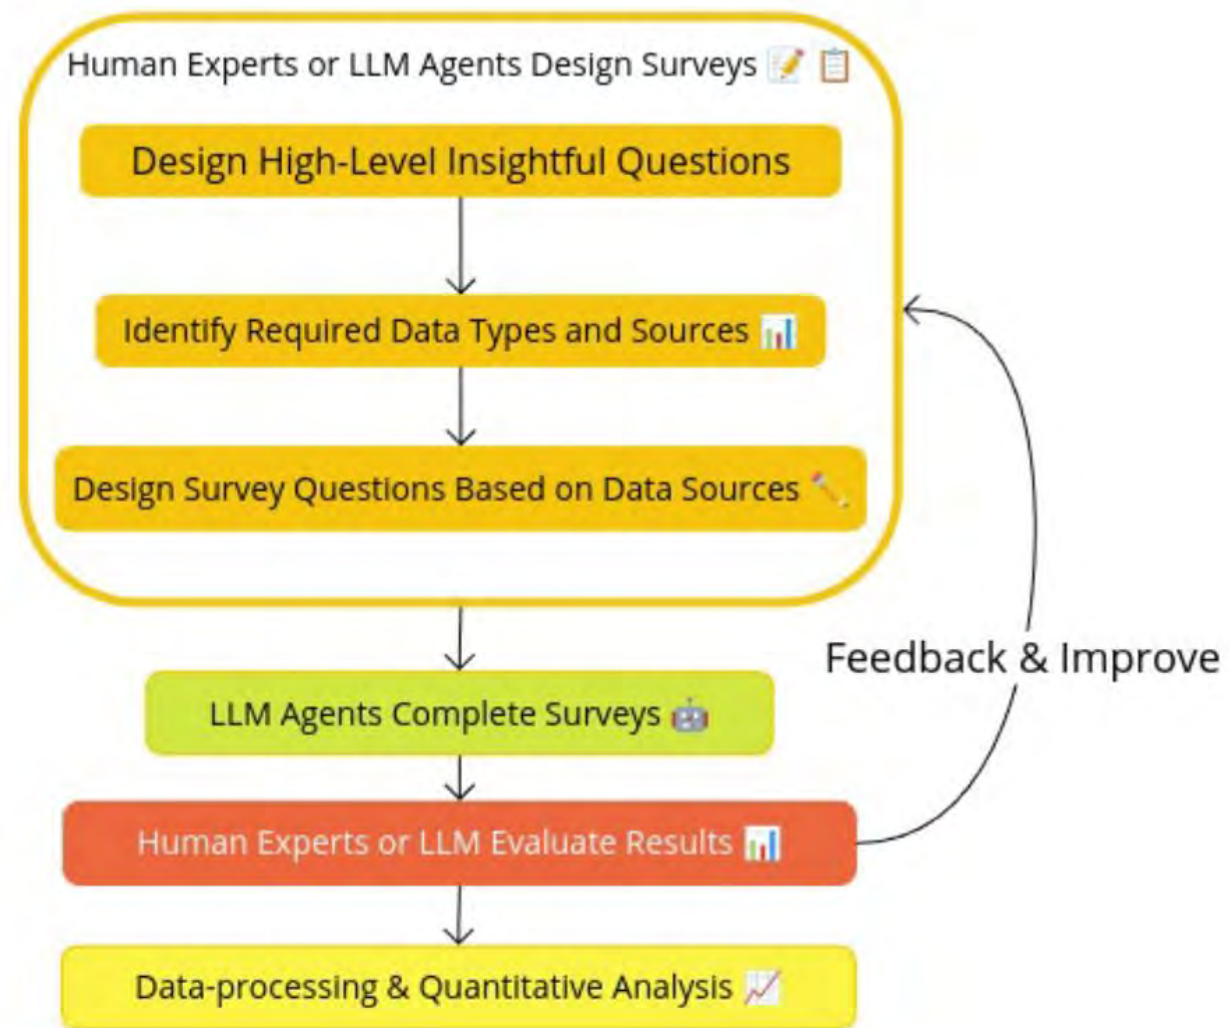 Human Experts or LLM Agents Design Surveys 📝 📋
Design High-Level Insightful Questions
Identify Required Data Types and Sources 📊
Design Survey Questions Based on Data Sources ✏️
Feedback & Improve
LLM Agents Complete Surveys 🤖
Human Experts or LLM Evaluate Results 📊
Data-processing & Quantitative Analysis 📈